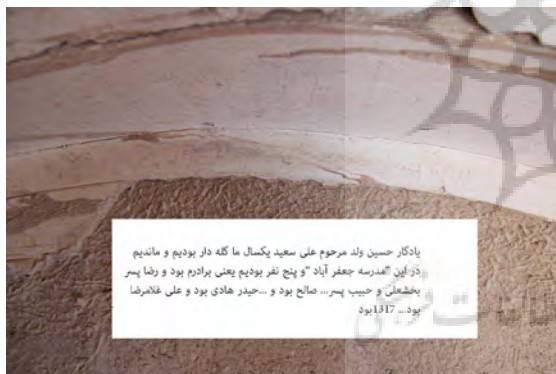 یادگار حسین ولد مرحوم علی سعید یکسال ما گله دار بودیم و ماندیم
در این "مدرسه جعفر آباد "و پنج نفر بودیم یعنی برادرم بود و رضا پسر
بخشعلی و حبیب پسر... صالح بود و ...حیدر هادی بود و علی غلامرضا
بود... 1317بود